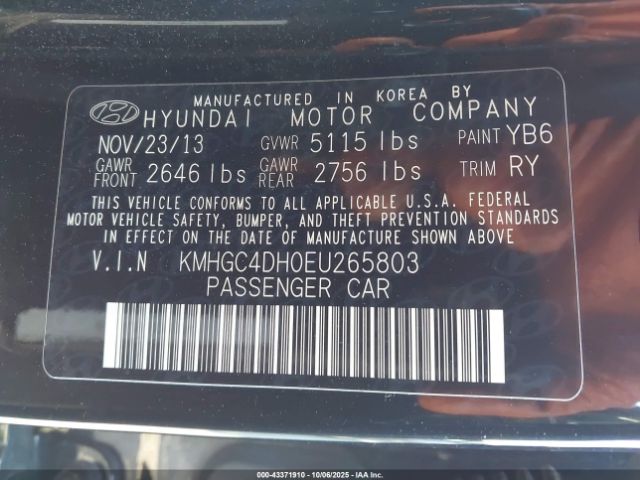 MANUFACTURED IN KOREA BY
HYUNDAI MOTOR COMPANY
NOV/23/13 GVWR 5115 lbs PAINT YB6
GAWR FRONT 2646 lbs GAWR REAR 2756 lbs TRIM RY
THIS VEHICLE CONFORMS TO ALL APPLICABLE U.S.A. FEDERAL
MOTOR VEHICLE SAFETY, BUMPER, AND THEFT PREVENTION STANDARDS
IN EFFECT ON THE DATE OF MANUFACTURE SHOWN ABOVE.
V.I.N KMHGC4DH0EU265803
PASSENGER CAR
000-43371910 - 10/06/2025 - COPYRIGHT IAA, LLC.